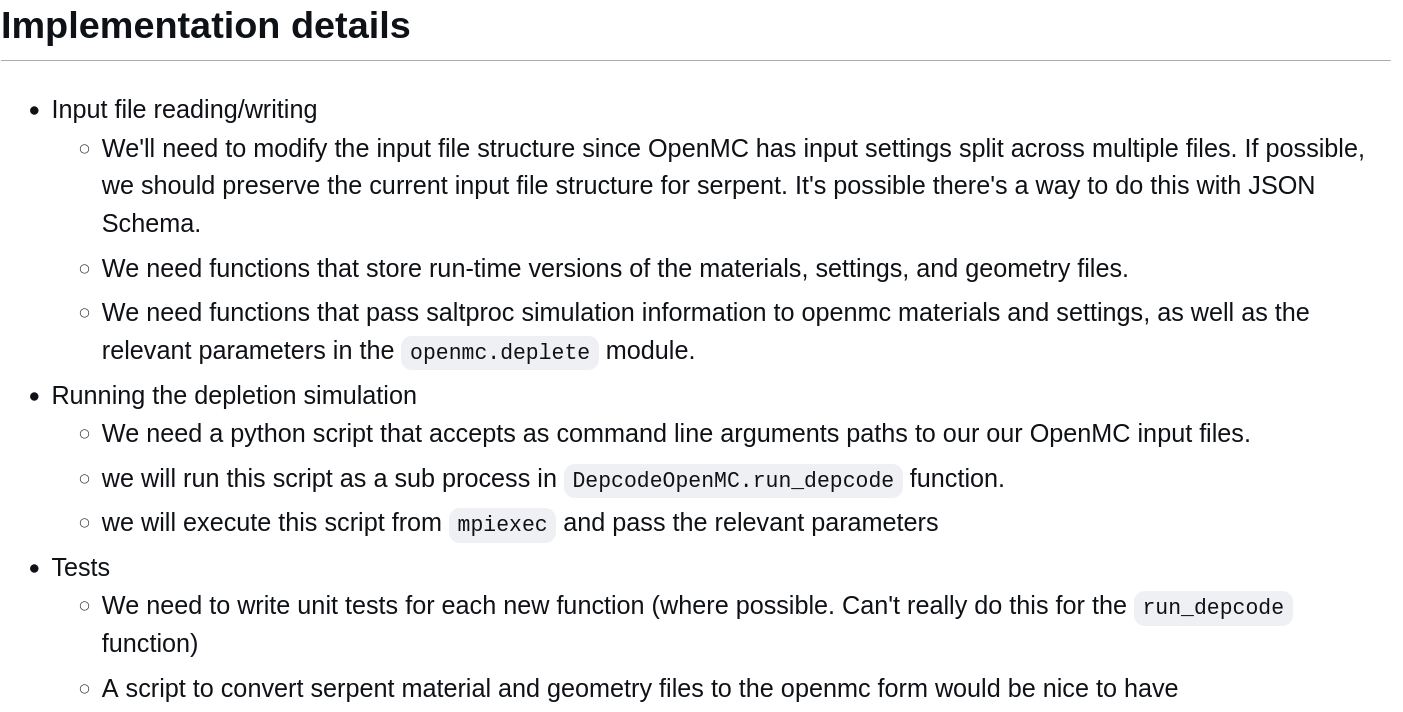 Implementation details
Input file reading/writing
We'll need to modify the input file structure since OpenMC has input settings split across multiple files. If possible,
we should preserve the current input file structure for serpent. It's possible there's a way to do this with JSON
Schema.
We need functions that store run-time versions of the materials, settings, and geometry files.
We need functions that pass saltproc simulation information to openmc materials and settings, as well as the
relevant parameters in the openmc.deplete module.
Running the depletion simulation
We need a python script that accepts as command line arguments paths to our our OpenMC input files.
we will run this script as a sub process in DepcodeOpenMC.run_depcode function.
we will execute this script from mpiexec and pass the relevant parameters
Tests
We need to write unit tests for each new function (where possible. Can't really do this for the run_depcode
function)
A script to convert serpent material and geometry files to the openmc form would be nice to have